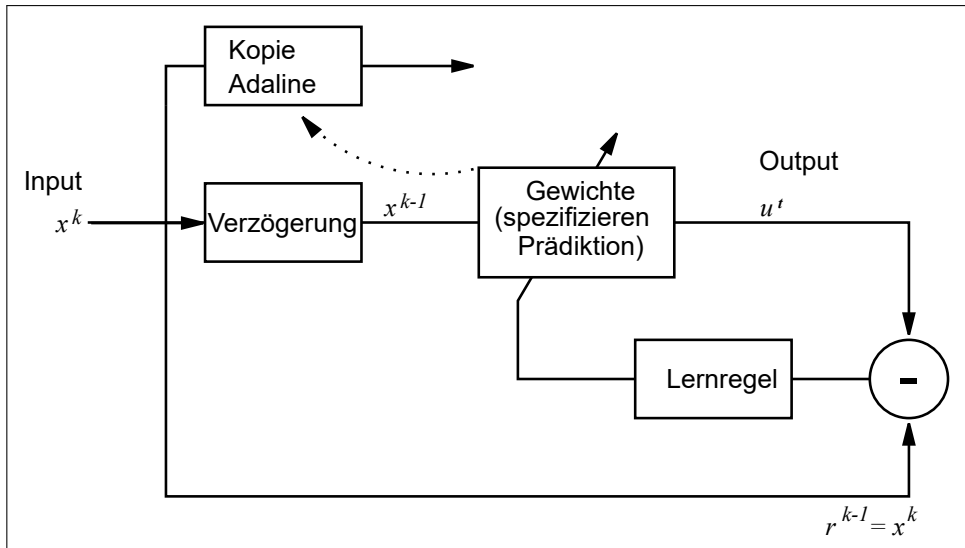 Kopie
Adaline
Input
x^k
Verzögerung
x^{k-1}
Gewichte
(spezifizieren
Prädiktion)
Output
u^t
Lernregel
-
r^{k-1} = x^k